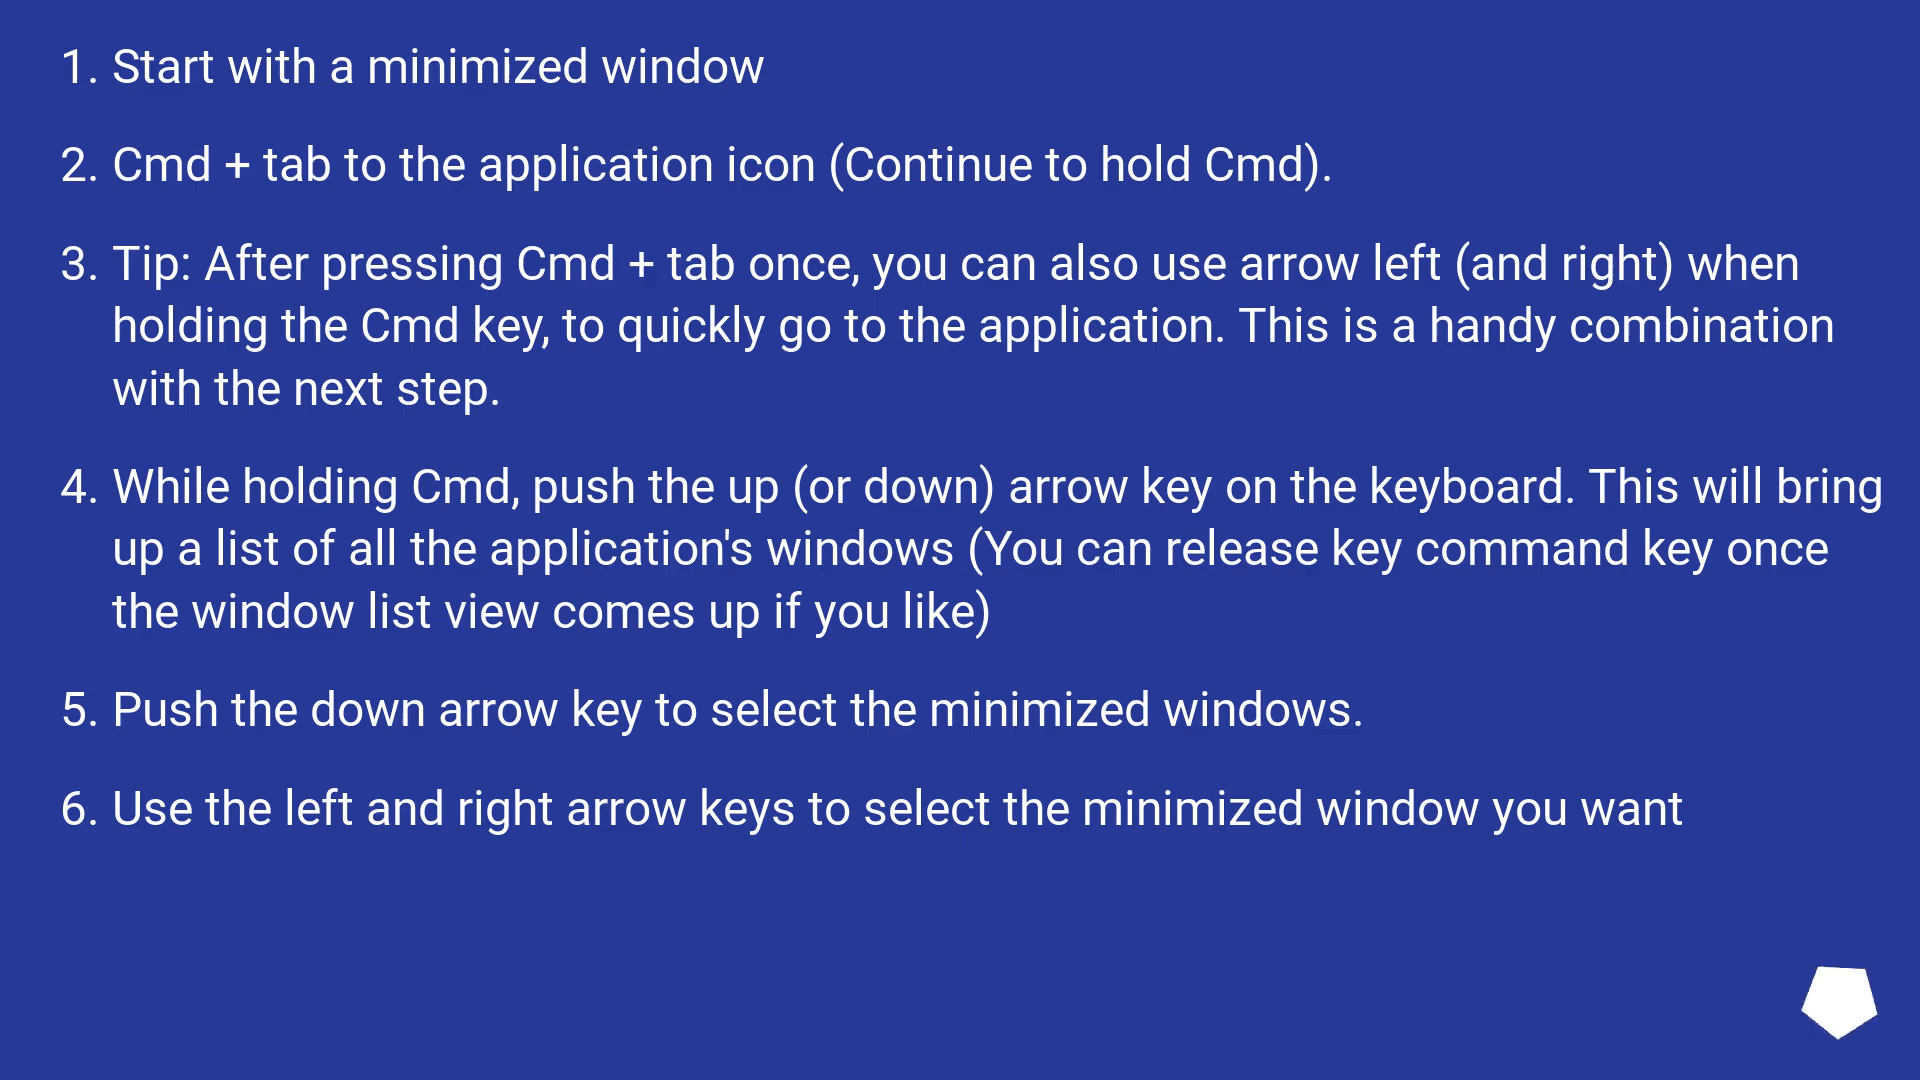 1. Start with a minimized window
2. Cmd + tab to the application icon (Continue to hold Cmd).
3. Tip: After pressing Cmd + tab once, you can also use arrow left (and right) when
holding the Cmd key, to quickly go to the application. This is a handy combination
with the next step.
4. While holding Cmd, push the up (or down) arrow key on the keyboard. This will bring
up a list of all the application's windows (You can release key command key once
the window list view comes up if you like)
5. Push the down arrow key to select the minimized windows.
6. Use the left and right arrow keys to select the minimized window you want